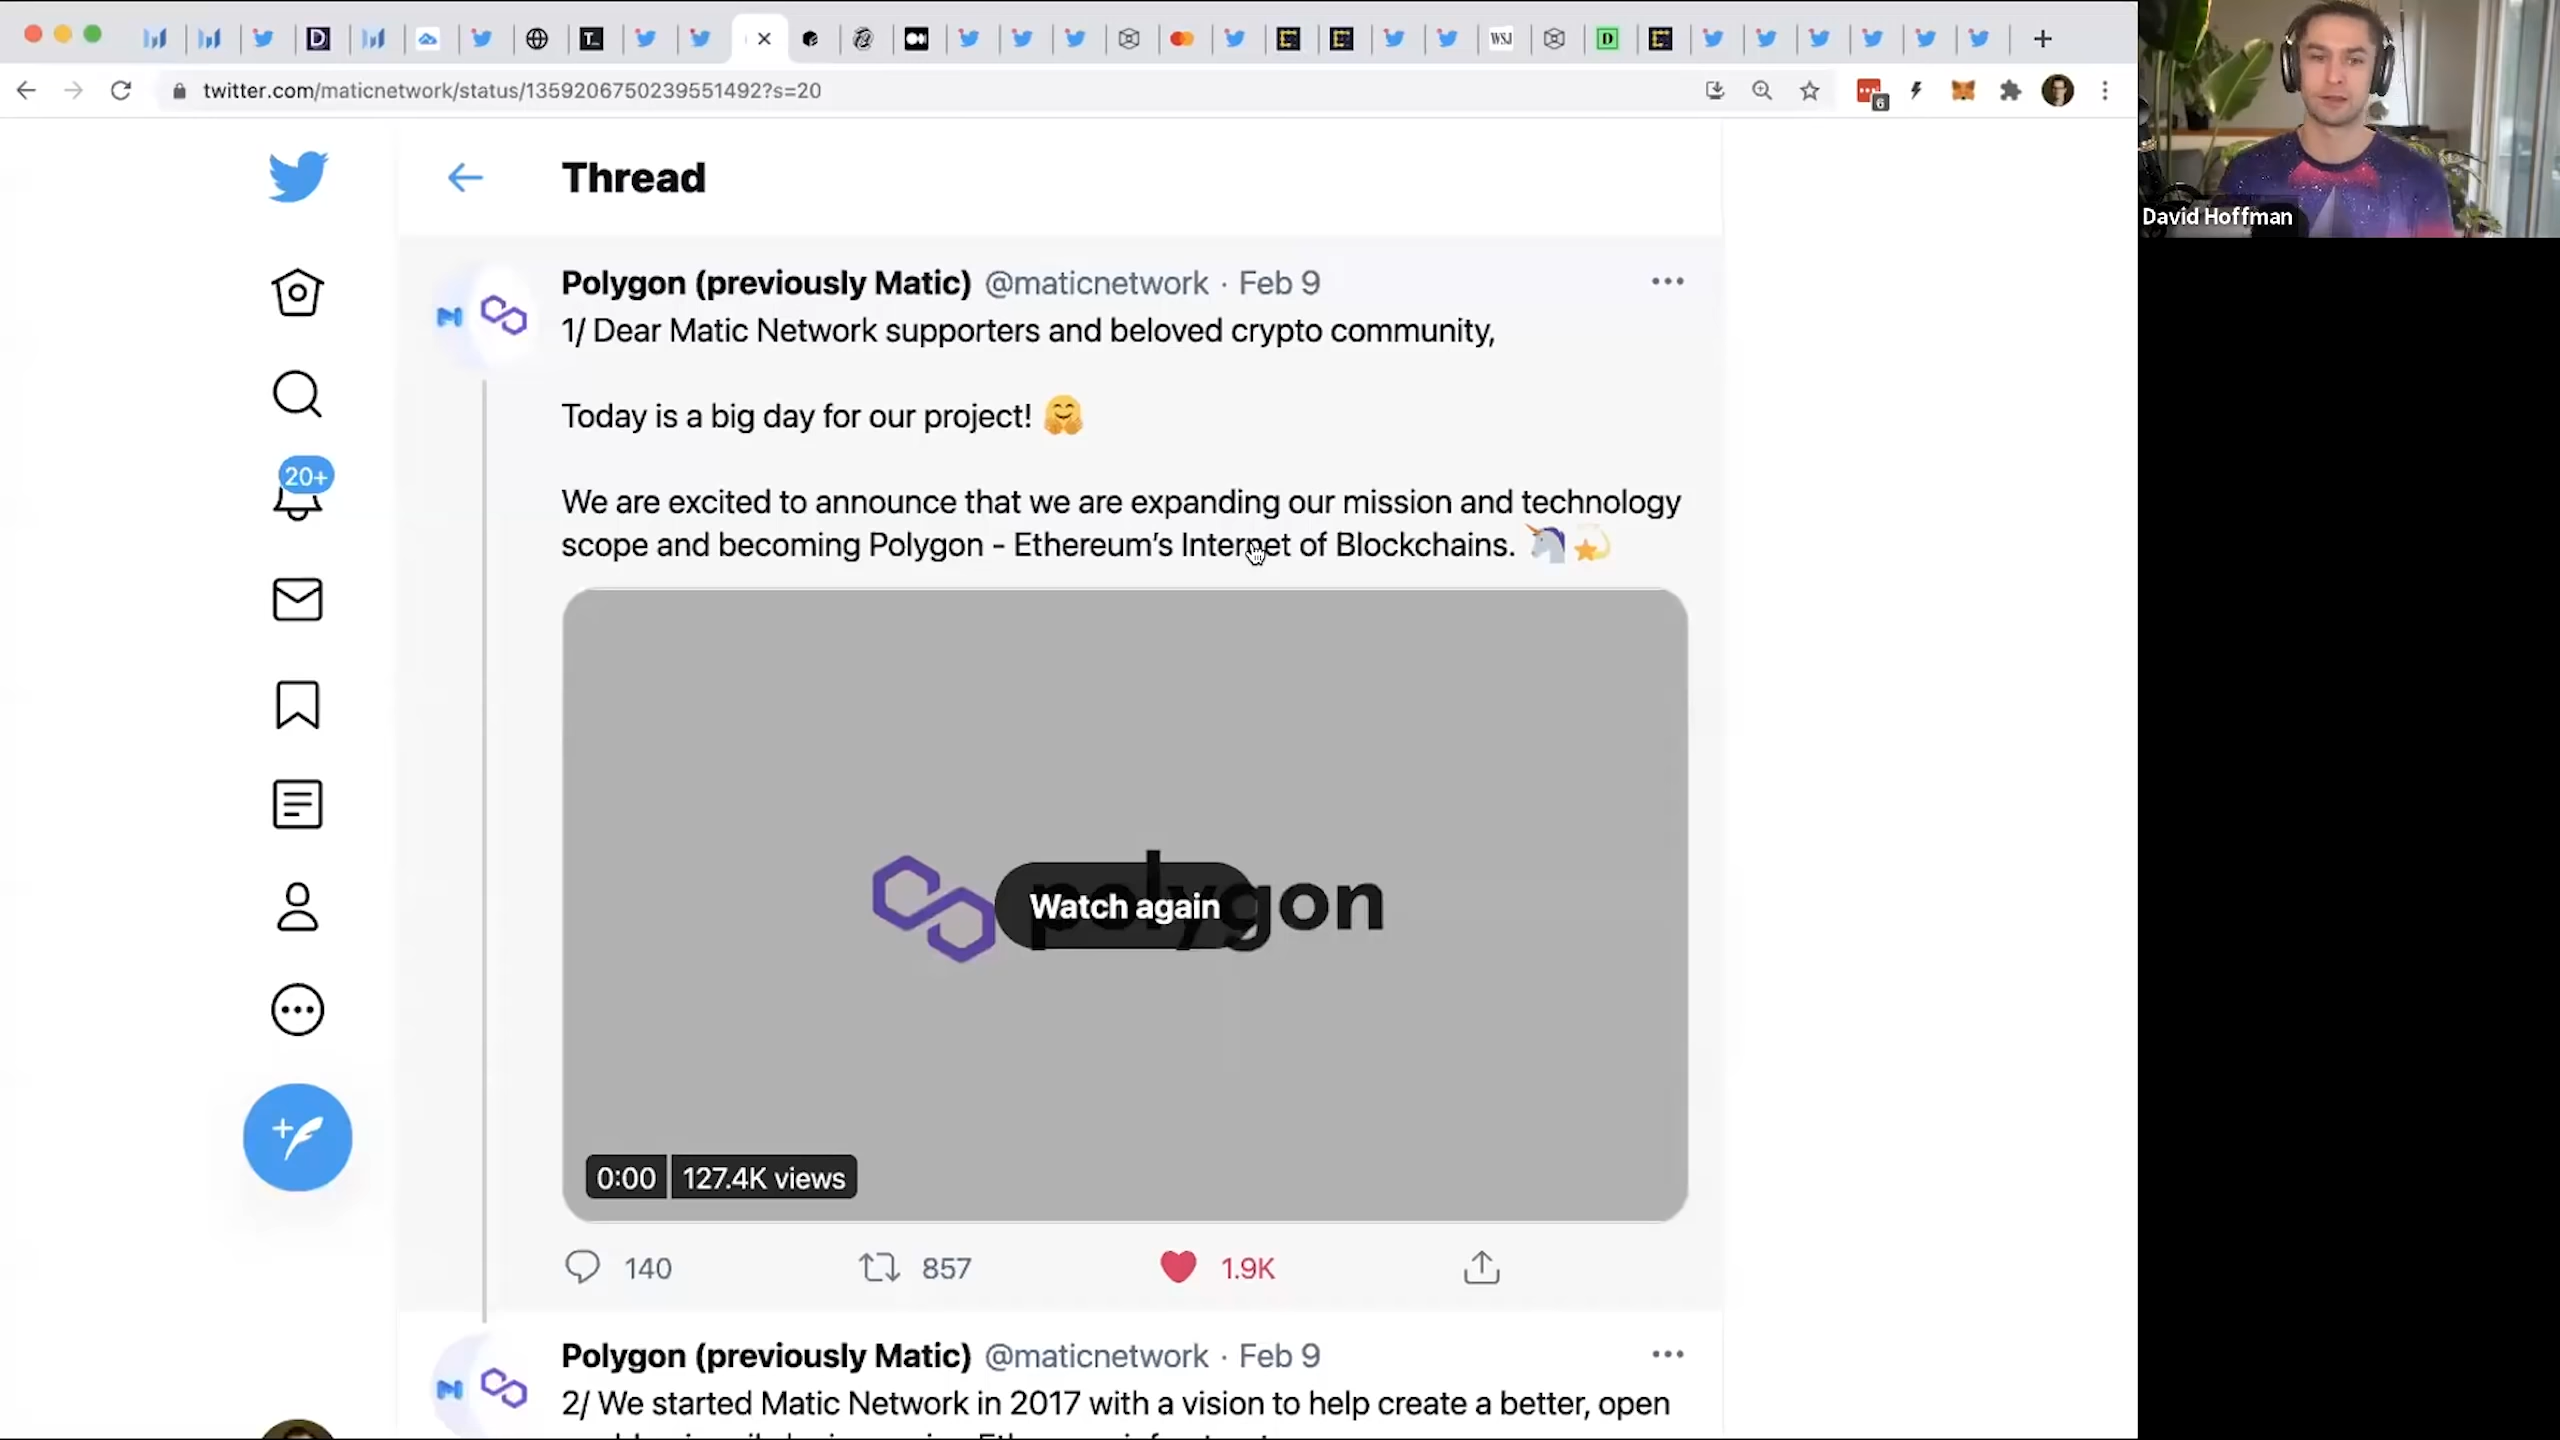 T
WSJ
D
twitter.com/maticnetwork/status/1359206750239551492?s=20
6
David Hoffman
Thread
Polygon (previously Matic) @maticnetwork · Feb 9
1/ Dear Matic Network supporters and beloved crypto community,
Today is a big day for our project! 🤗
We are excited to announce that we are expanding our mission and technology
scope and becoming Polygon - Ethereum's Internet of Blockchains. 🦄💫
20+
polygon
Watch again
0:00 127.4K views
140 857 1.9K
Polygon (previously Matic) @maticnetwork · Feb 9
2/ We started Matic Network in 2017 with a vision to help create a better, open